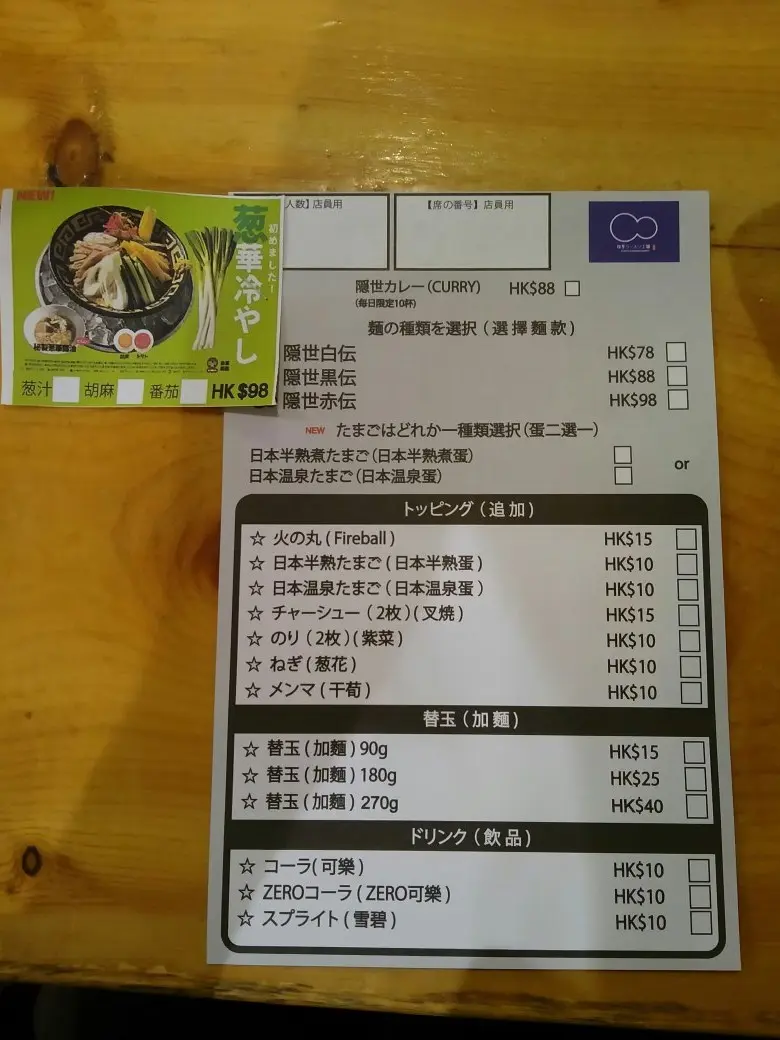 NEW!
葱華冷やし
初めました!
葱汁 胡麻 番茄 HK $98
人数】店員用
【席の番号】店員用
隠世カレー(CURRY) HK$88
(毎日限定10杯)
麺の種類を選択(選擇麵款)
隠世白伝 HK$78
隠世黒伝 HK$88
隠世赤伝 HK$98
NEW たまごはどれか一種類選択(蛋二選一)
日本半熟煮たまご(日本半熟煮蛋)
or
日本温泉たまご(日本温泉蛋)
トッピング(追加)
☆ 火の丸(Fireball) HK$15
☆ 日本半熟たまご(日本半熟蛋) HK$10
☆ 日本温泉たまご(日本温泉蛋) HK$10
☆ チャーシュー(2枚)(叉焼) HK$15
☆ のり(2枚)(紫菜) HK$10
☆ ねぎ(葱花) HK$10
☆ メンマ(干荀) HK$10
替玉(加麵)
☆ 替玉(加麵) 90g HK$15
☆ 替玉(加麵) 180g HK$25
☆ 替玉(加麵) 270g HK$40
ドリンク(飲品)
☆ コーラ(可樂) HK$10
☆ ZEROコーラ(ZERO可樂) HK$10
☆ スプライト(雪碧) HK$10